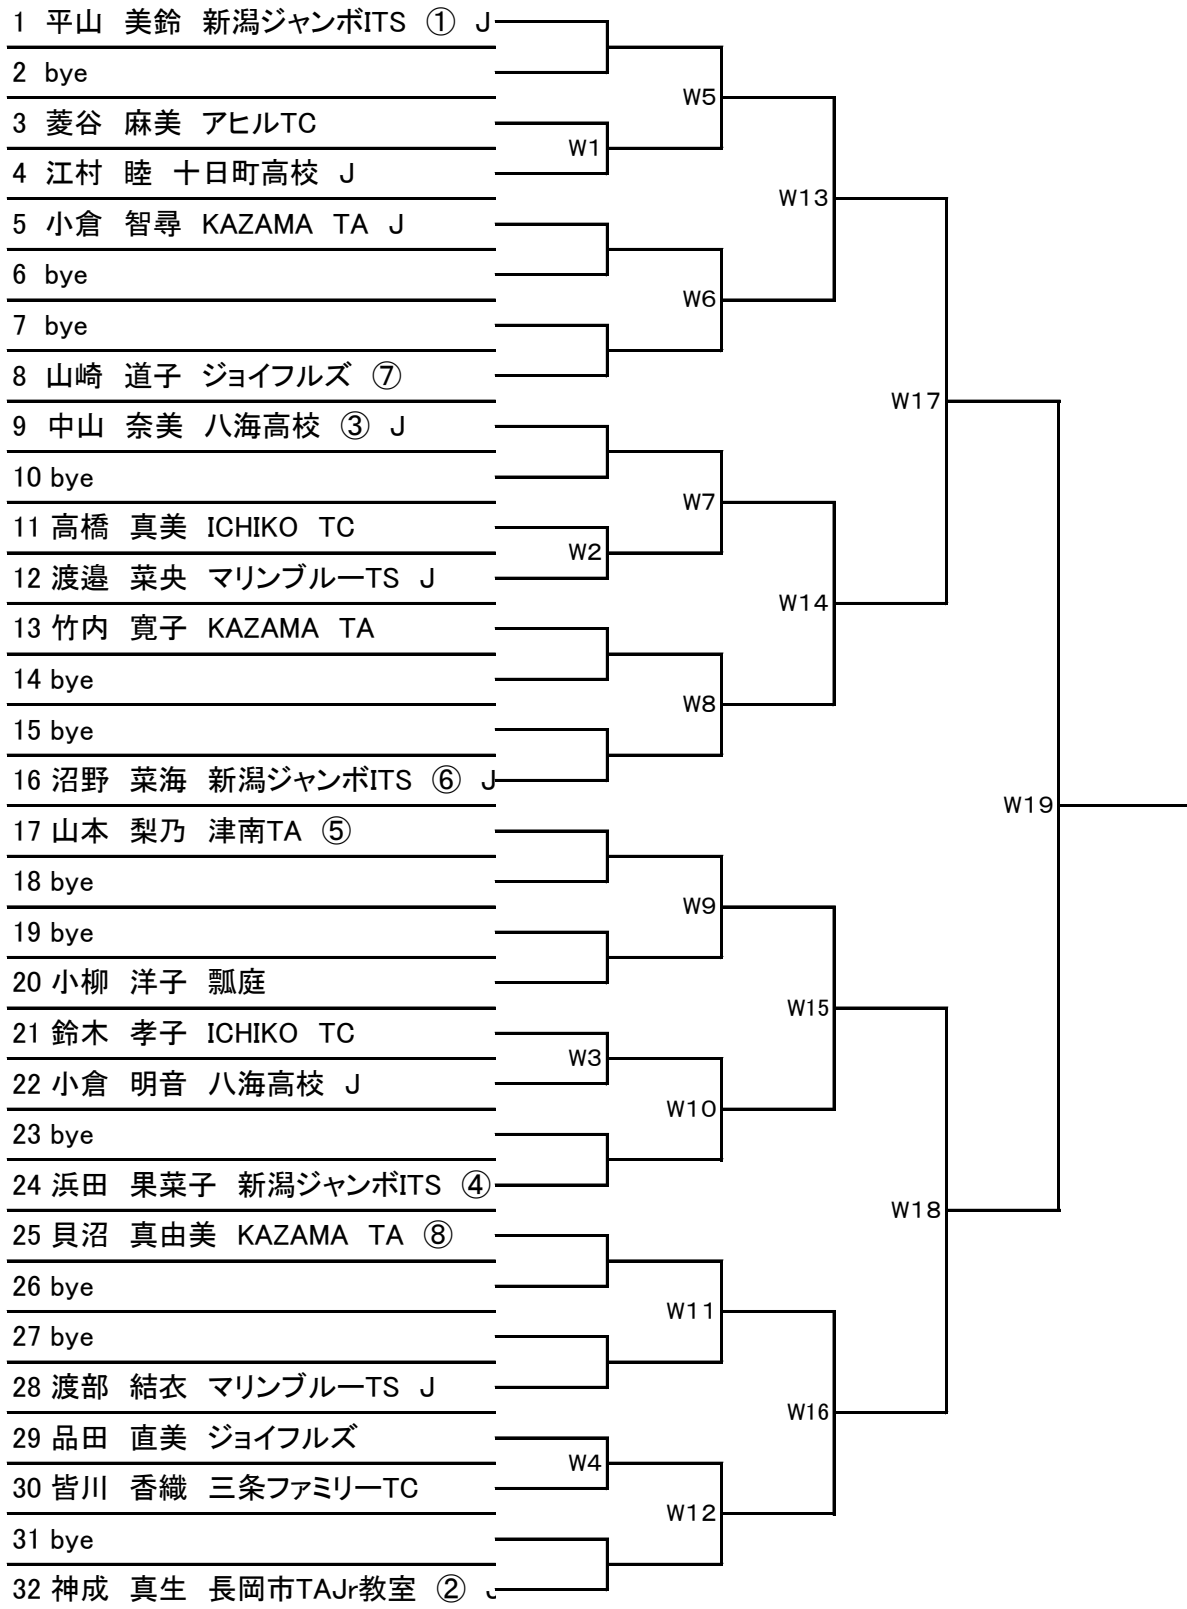 1 平山 美鈴 新潟ジャンボITS ① J
2 bye
W5
3 菱谷 麻美 アヒルTC
W1
4 江村 睦 十日町高校 J
W13
5 小倉 智尋 KAZAMA TA J
6 bye
W6
7 bye
8 山崎 道子 ジョイフルズ ⑦
W17
9 中山 奈美 八海高校 ③ J
10 bye
W7
11 高橋 真美 ICHIKO TC
W2
12 渡邉 菜央 マリンブルーTS J
W14
13 竹内 寛子 KAZAMA TA
14 bye
W8
15 bye
16 沼野 菜海 新潟ジャンボITS ⑥ J
W19
17 山本 梨乃 津南TA ⑤
18 bye
W9
19 bye
20 小柳 洋子 瓢庭
W15
21 鈴木 孝子 ICHIKO TC
W3
22 小倉 明音 八海高校 J
W10
23 bye
24 浜田 果菜子 新潟ジャンボITS ④
W18
25 貝沼 真由美 KAZAMA TA ⑧
26 bye
W11
27 bye
28 渡部 結衣 マリンブルーTS J
W16
29 品田 直美 ジョイフルズ
W4
30 皆川 香織 三条ファミリーTC
W12
31 bye
32 神成 真生 長岡市TAJr教室 ② J